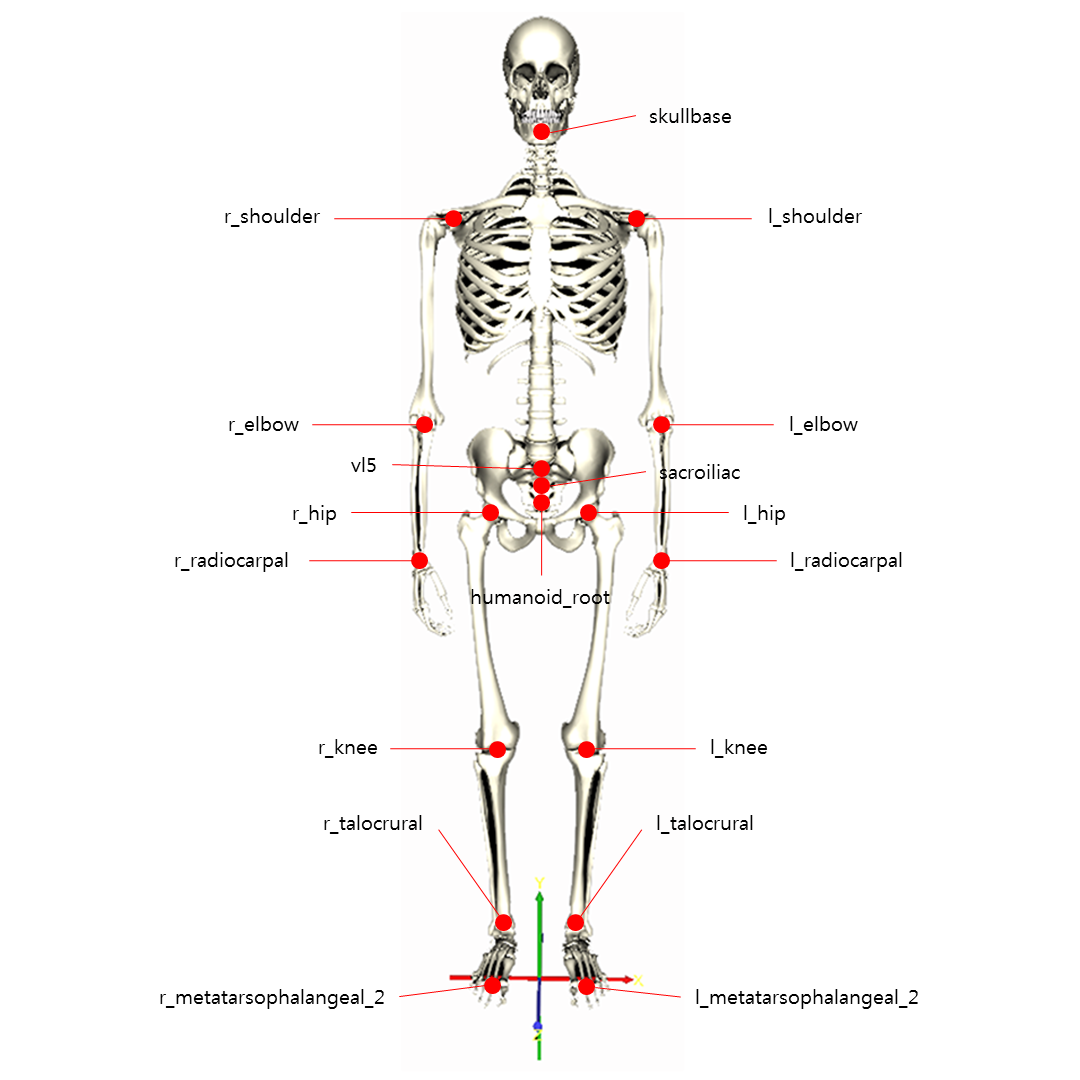 skullbase
r_shoulder
l_shoulder
r_elbow
l_elbow
vl5
sacroiliac
r_hip
l_hip
r_radiocarpal
l_radiocarpal
humanoid_root
r_knee
l_knee
r_talocrural
l_talocrural
Y
X
r_metatarsophalangeal_2
l_metatarsophalangeal_2
Z